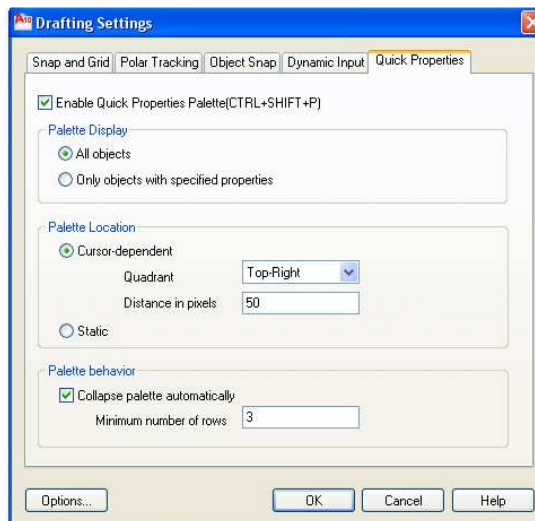 Drafting Settings
Snap and Grid Polar Tracking Object Snap Dynamic Input Quick Properties
Enable Quick Properties Palette(CTRL+SHIFT+P)
Palette Display
All objects
Only objects with specified properties
Palette Location
Cursor-dependent
Quadrant Top-Right
Distance in pixels 50
Static
Palette behavior
Collapse palette automatically
Minimum number of rows 3
Options... OK Cancel Help